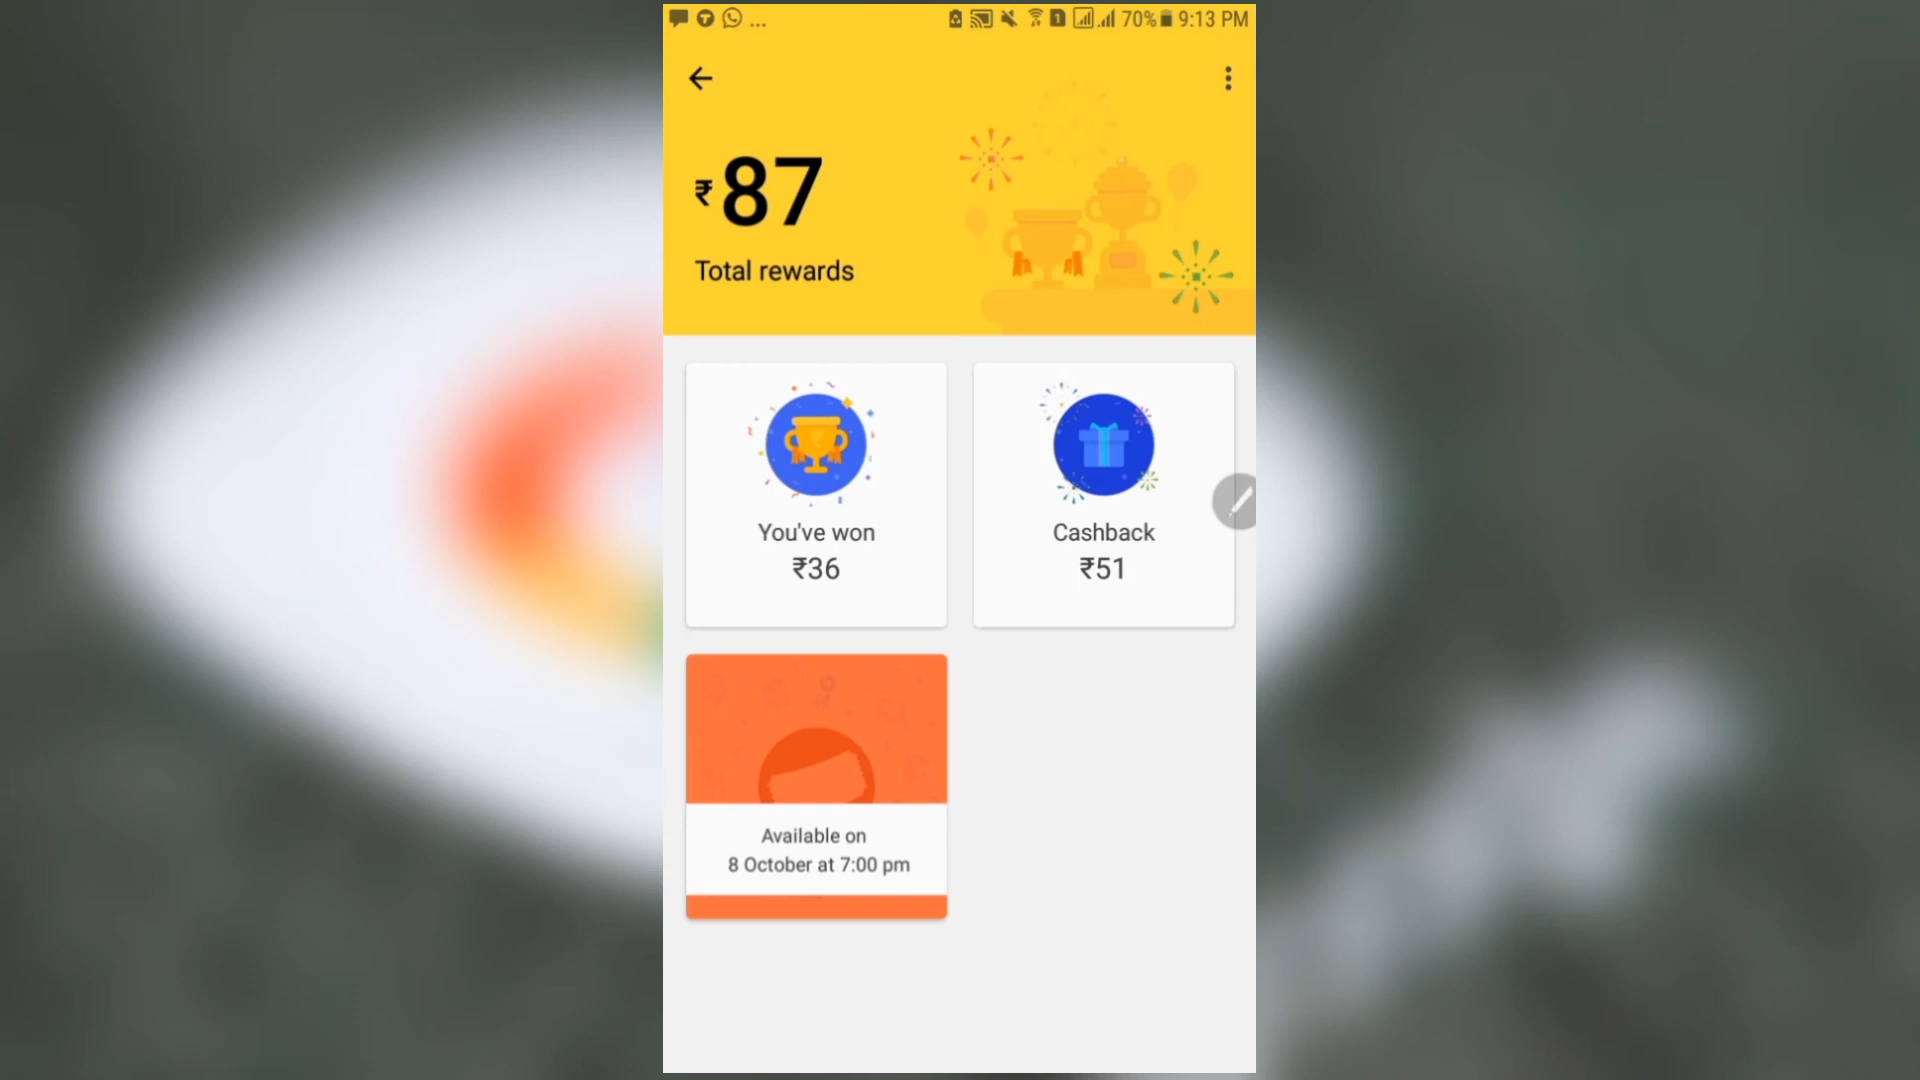 ... 1 70% 9:13 PM
₹87
Total rewards
You've won
₹36
Cashback
₹51
Available on
8 October at 7:00 pm